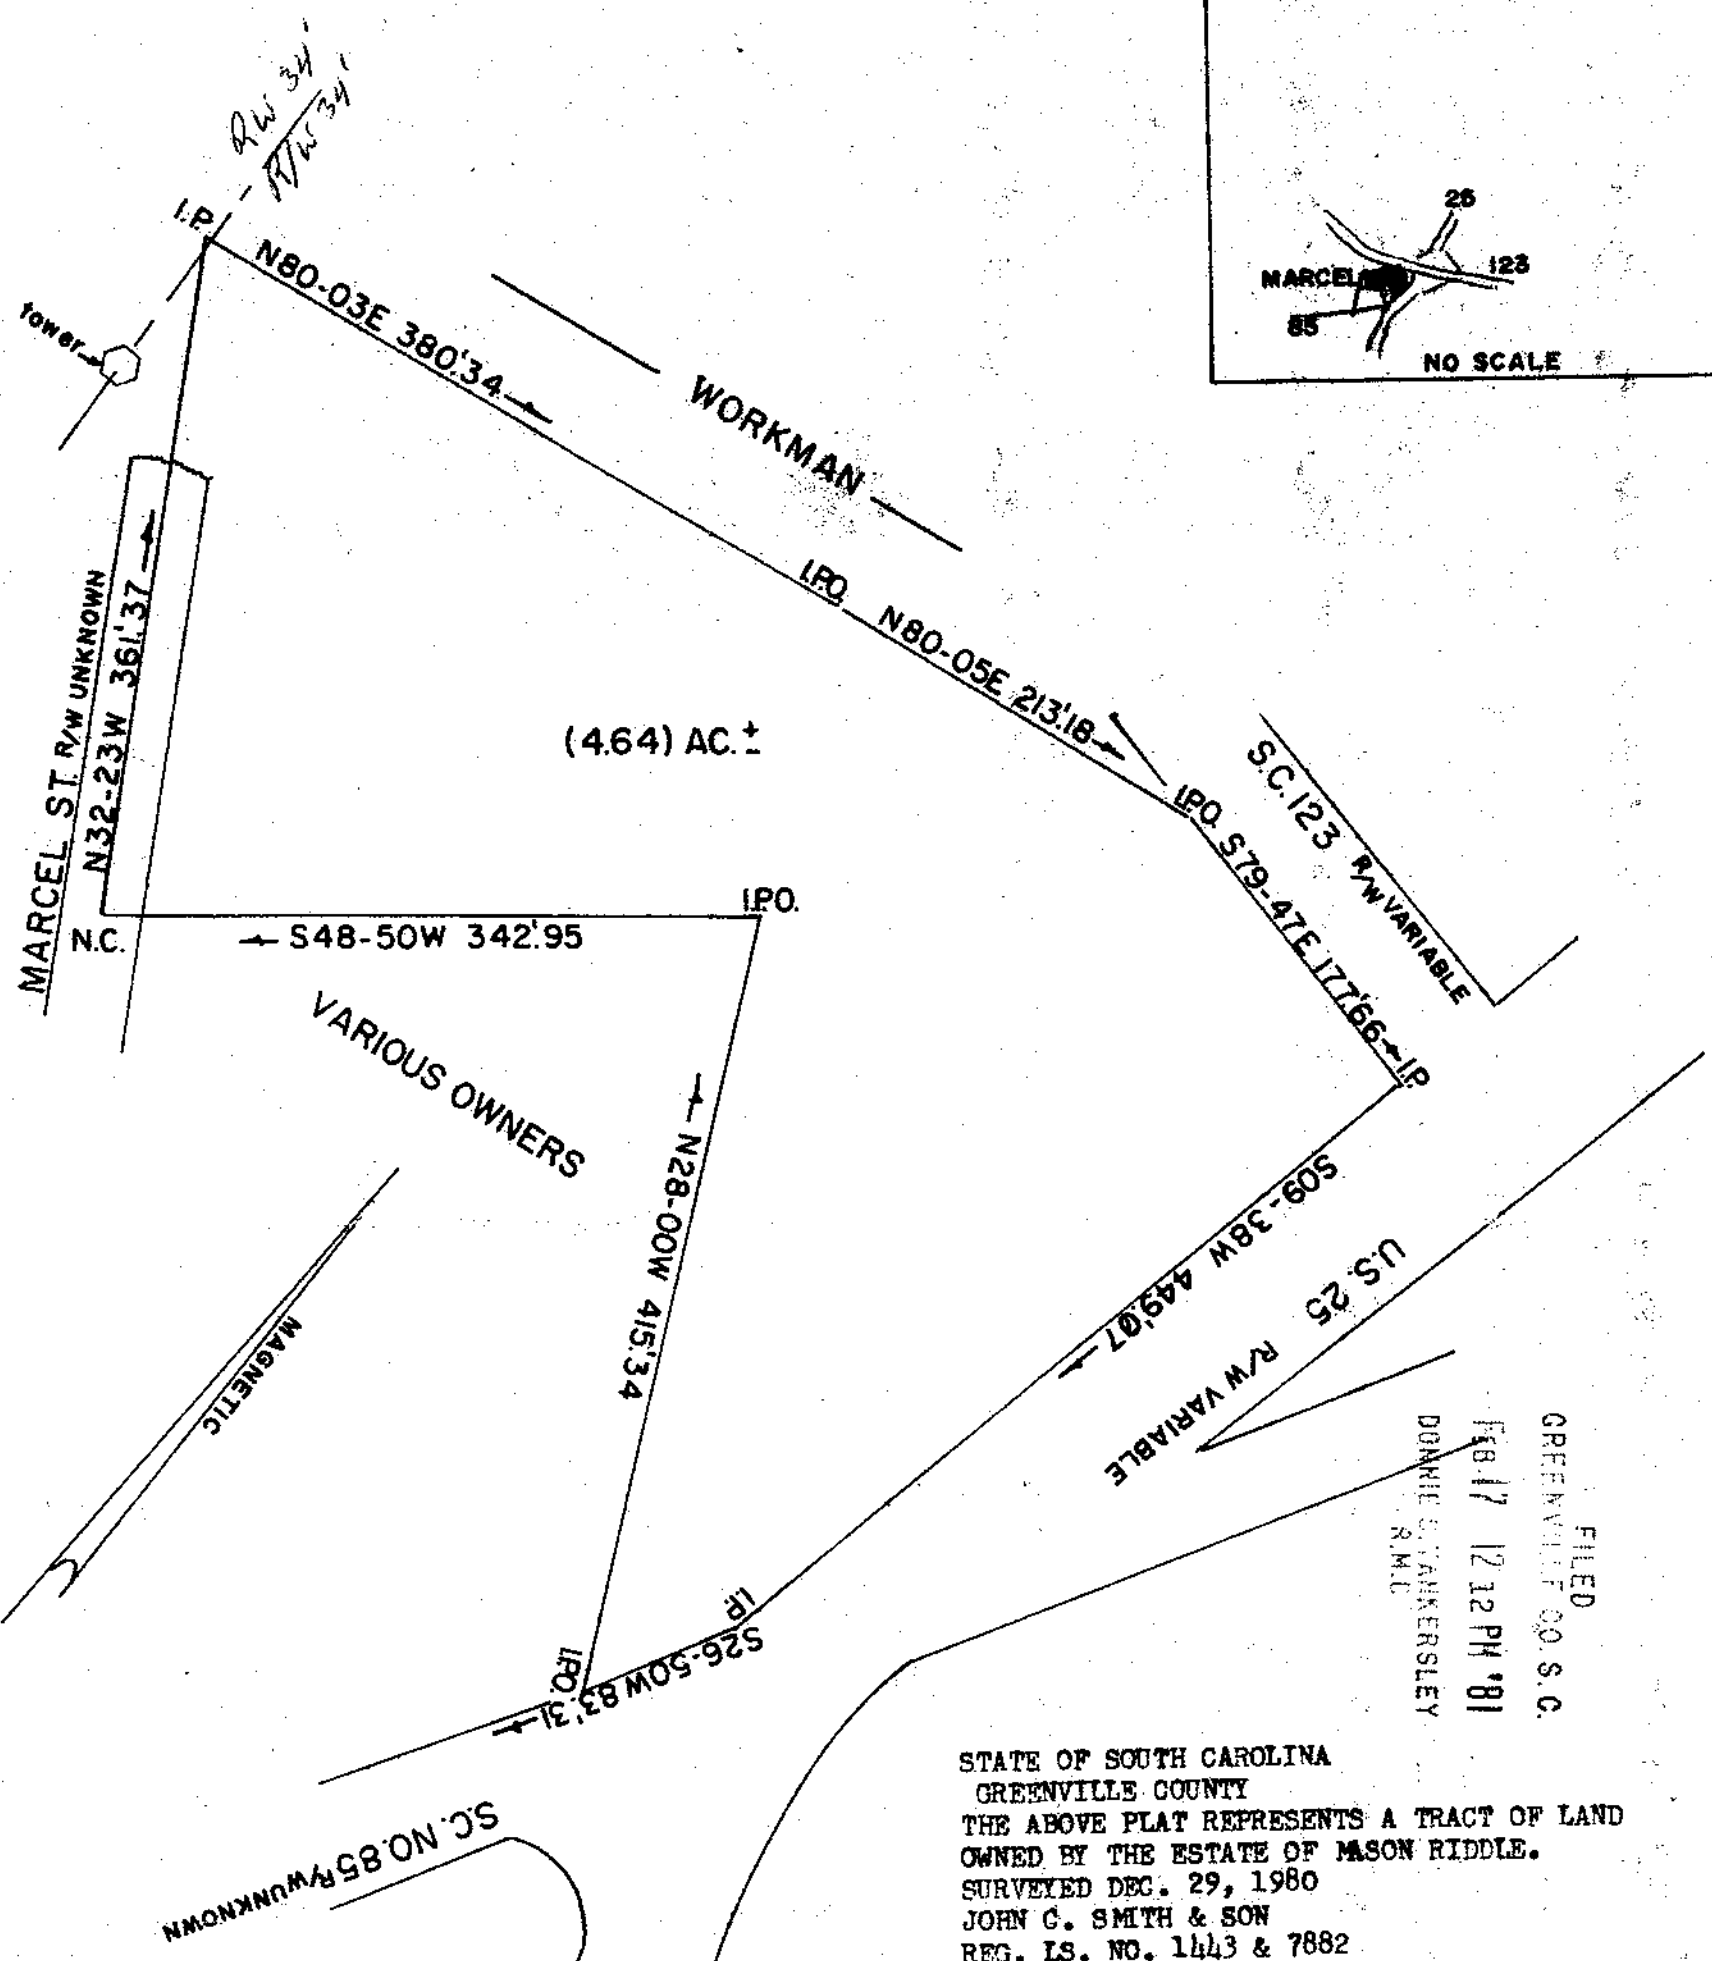 RW 34'
R/W 34'
I.P.
N80-03E 380'.34
tower
WORKMAN
26
123
85
NO SCALE
I.P.O.
N80-05E 213'.18
MARCEL ST. R/W UNKNOWN
N32-23W 361'.37
(4.64) AC. ±
I.P.O.
S79-47E 177'.66
S.C. 123 R/W VARIABLE
I.P.
I.P.O.
N.C.
S48-50W 342'.95
VARIOUS OWNERS
N28-00W 415'.34
S09-38W 449'.07
U.S. 25
R/W VARIABLE
MAGNETIC
I.P.
S26-50W 83'.31
I.P.O.
S.C. NO. 85 R/W UNKNOWN
FILED
GREENVILLE CO. S. C.
FEB 17 12 12 PM '81
DONNIE S. TANKERSLEY
R.M.C
STATE OF SOUTH CAROLINA
GREENVILLE COUNTY
THE ABOVE PLAT REPRESENTS A TRACT OF LAND
OWNED BY THE ESTATE OF MASON RIDDLE.
SURVEYED DEC. 29, 1980
JOHN C. SMITH & SON
REG. LS. NO. 1443 & 7882